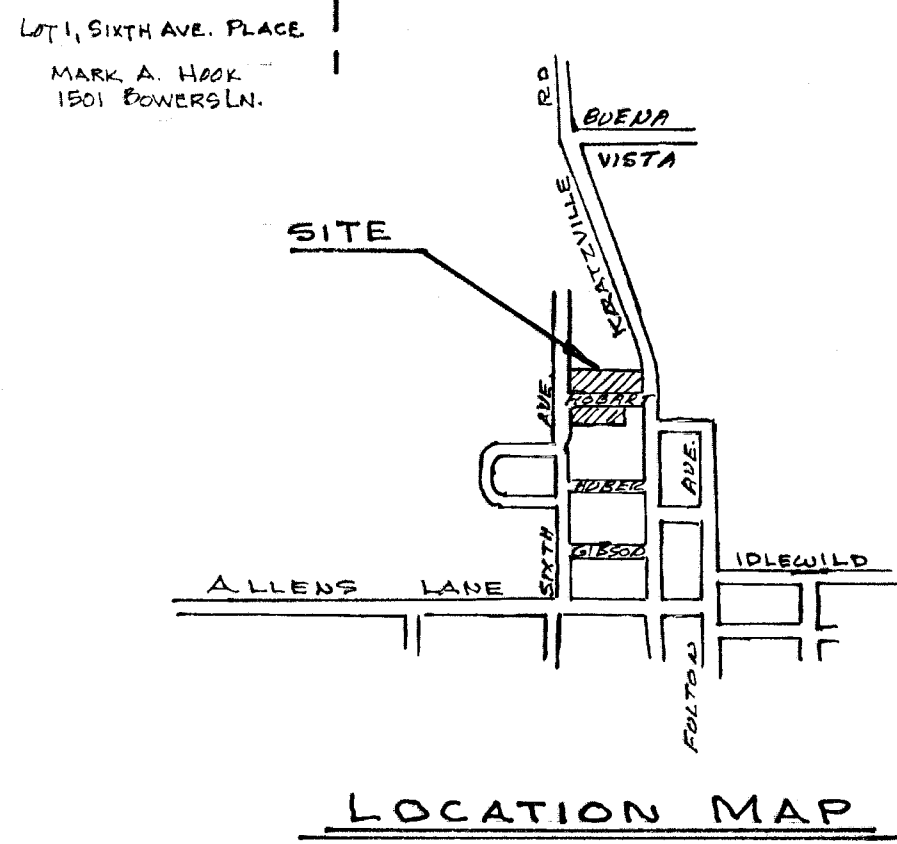 LOT 1, SIXTH AVE. PLACE
MARK A. HOOK
1501 BOWERS LN.
RD
BUENA
VISTA
KRATZVILLE
SITE
AVE.
HOBART
AVE.
HUBER
SIXTH
GIBSON
IDLEWILD
ALLENS LANE
FULTON
LOCATION MAP